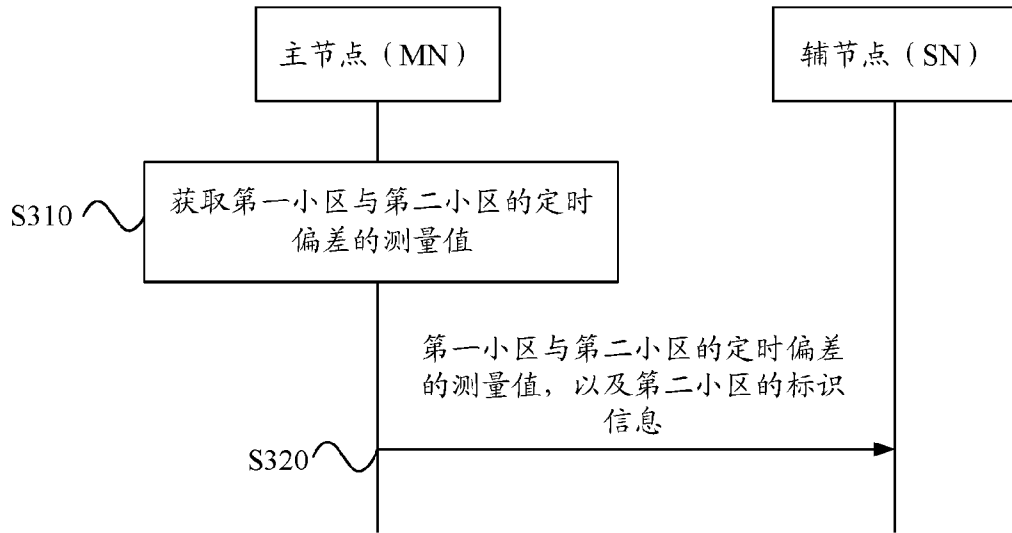 主节点（MN）
辅节点（SN）
S310
获取第一小区与第二小区的定时
偏差的测量值
第一小区与第二小区的定时偏差
的测量值，以及第二小区的标识
信息
S320